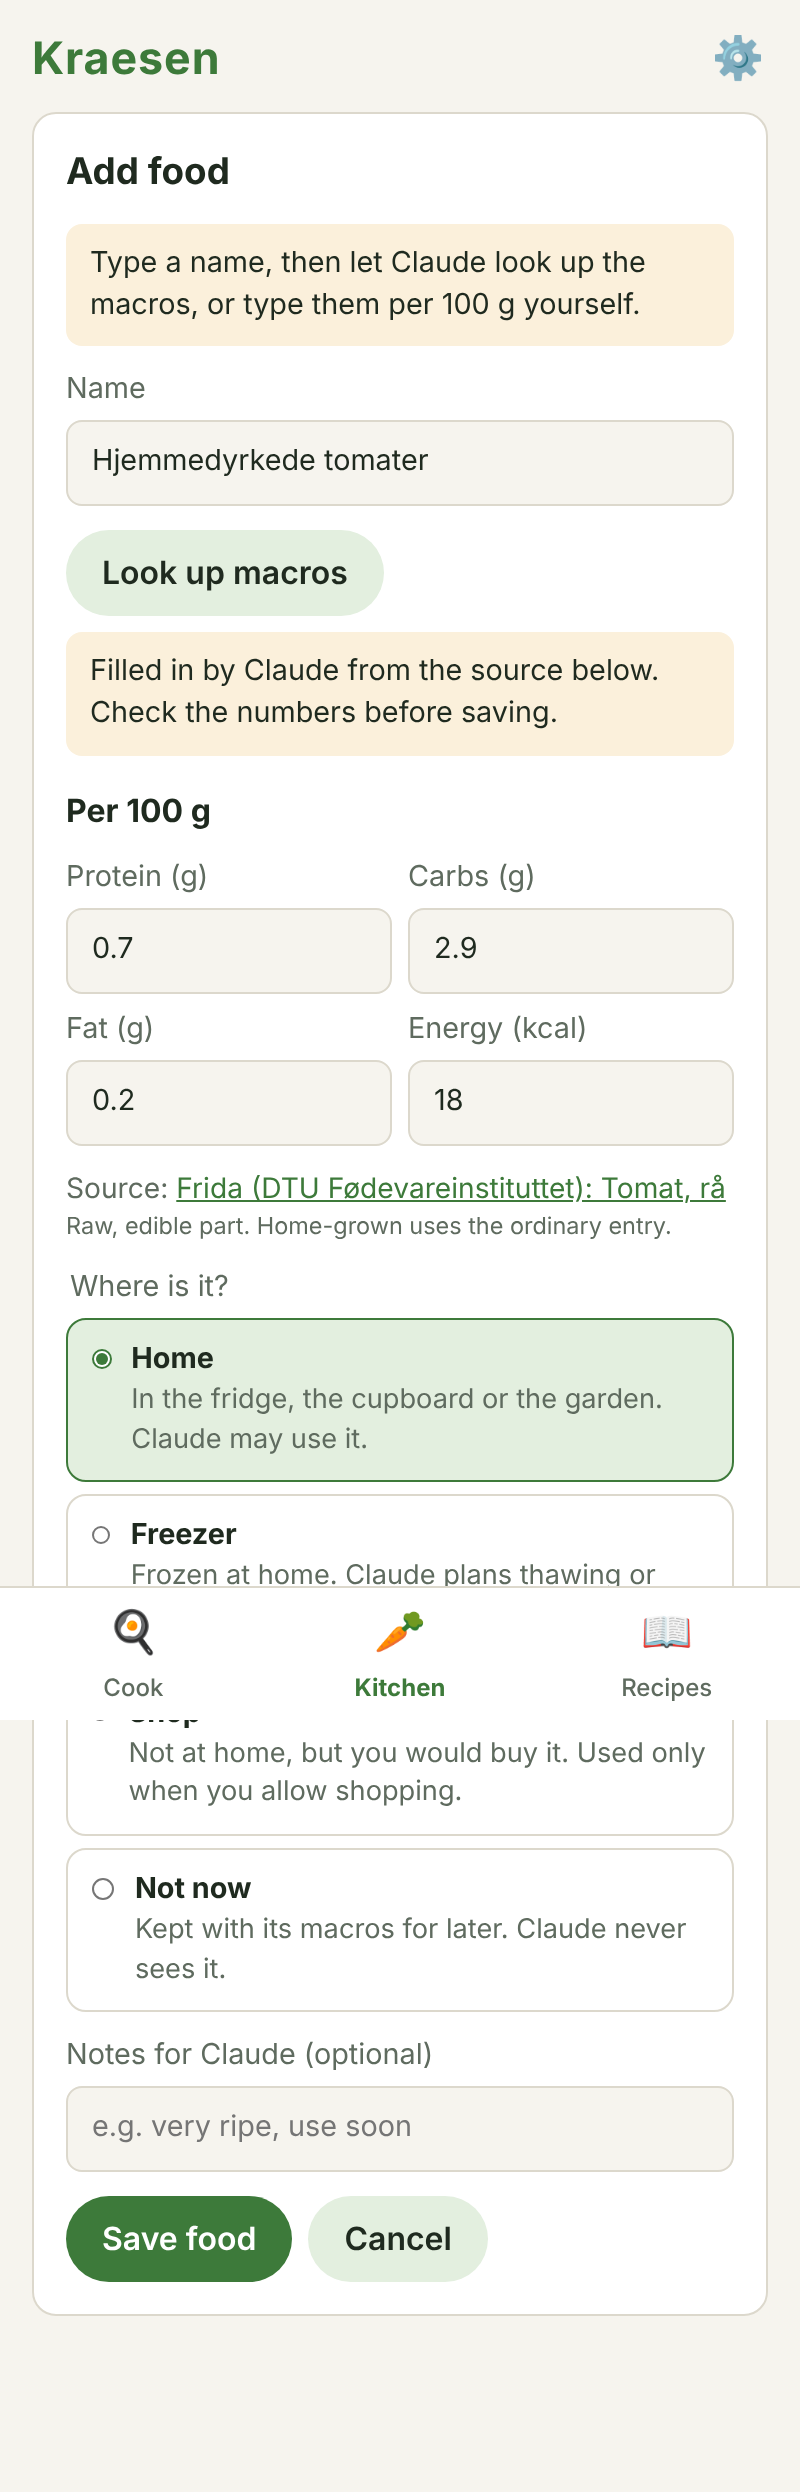 Kraesen
Add food
Type a name, then let Claude look up the
macros, or type them per 100 g yourself.
Name
Hjemmedyrkede tomater
Look up macros
Filled in by Claude from the source below.
Check the numbers before saving.
Per 100 g
Protein (g)
Carbs (g)
0.7
2.9
Fat (g)
Energy (kcal)
0.2
18
Source: Frida (DTU Fødevareinstituttet): Tomat, rå
Raw, edible part. Home-grown uses the ordinary entry.
Where is it?
Home
In the fridge, the cupboard or the garden.
Claude may use it.
Freezer
Frozen at home. Claude plans thawing or
Cook
Kitchen
Recipes
Shop
Not at home, but you would buy it. Used only
when you allow shopping.
Not now
Kept with its macros for later. Claude never
sees it.
Notes for Claude (optional)
e.g. very ripe, use soon
Save food
Cancel